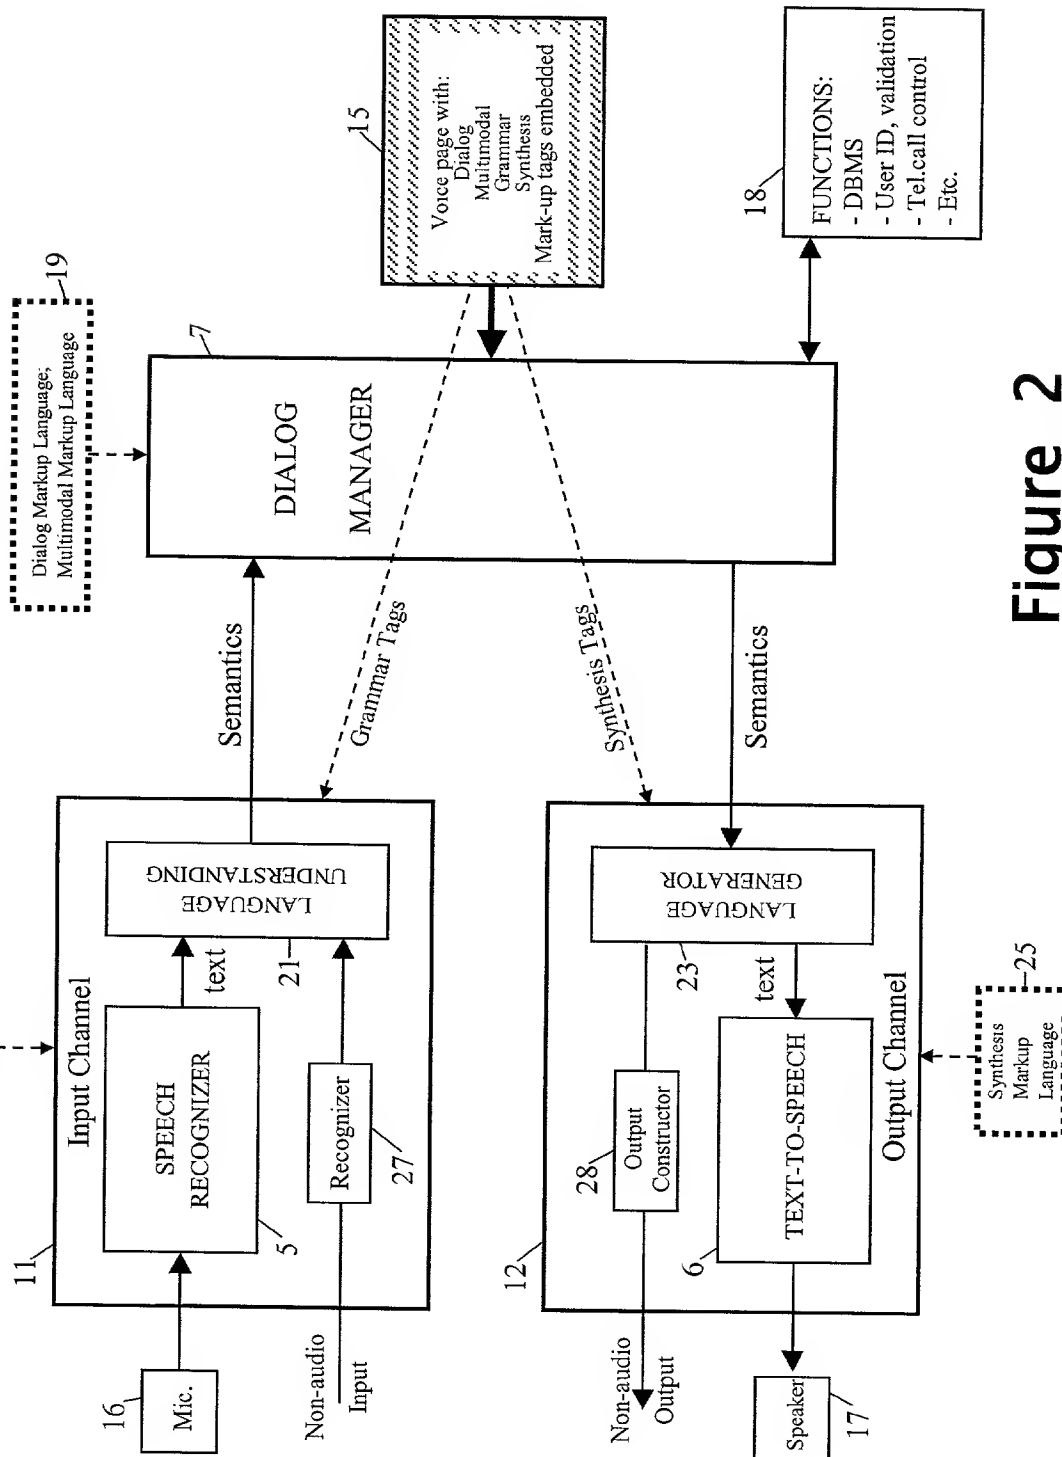 16
Mic.
Non-audio
Input
11
Input Channel
SPEECH
RECOGNIZER
5
text
Recognizer
27
LANGUAGE
UNDERSTANDING
21
Semantics
Grammar Tags
Dialog Markup Language;
Multimodal Markup Language
19
7
DIALOG
MANAGER
15
Voice page with:
Dialog
Multimodal
Grammar
Synthesis
Mark-up tags embedded
18
FUNCTIONS:
- DBMS
- User ID, validation
- Tel.call control
- Etc.
Synthesis Tags
Semantics
12
LANGUAGE
GENERATOR
23
text
28
Output
Constructor
6
TEXT-TO-SPEECH
Output Channel
Non-audio
Output
Speaker
17
Synthesis
Markup
Language
25
Figure 2